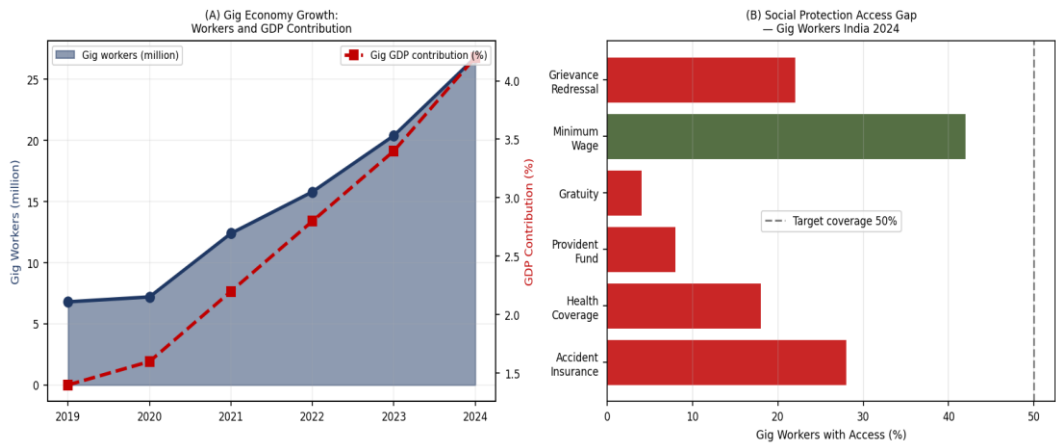 (A) Gig Economy Growth:
Workers and GDP Contribution
Gig workers (million)
Gig GDP contribution (%)
Gig Workers (million)
25
20
15
10
5
0
2019 2020 2021 2022 2023 2024
GDP Contribution (%)
4.0
3.5
3.0
2.5
2.0
1.5
(B) Social Protection Access Gap
— Gig Workers India 2024
Grievance
Redressal
Minimum
Wage
Gratuity
Provident
Fund
Health
Coverage
Accident
Insurance
Target coverage 50%
0 10 20 30 40 50
Gig Workers with Access (%)